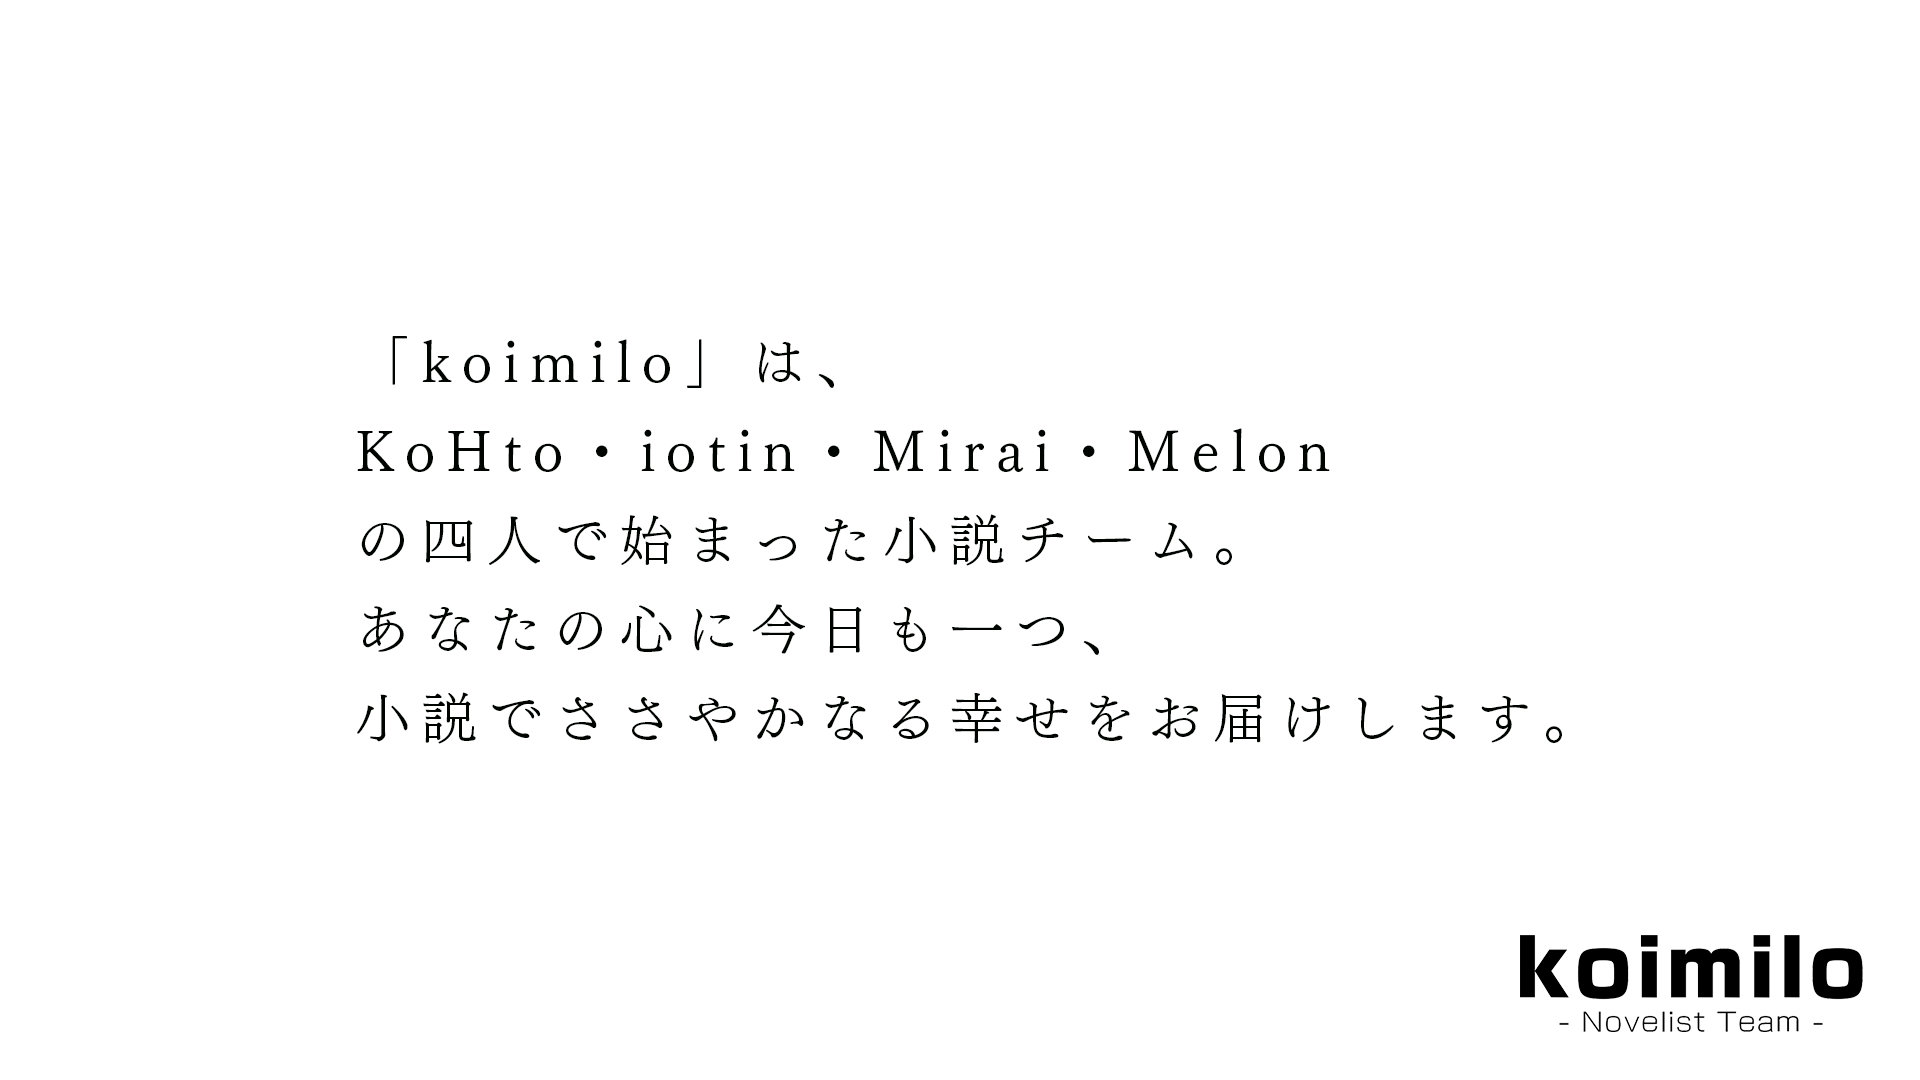 「koimilo」は、
KoHto・iotin・Mirai・Melon
の四人で始まった小説チーム。
あなたの心に今日も一つ、
小説でささやかなる幸せをお届けします。
koimilo
- Novelist Team -